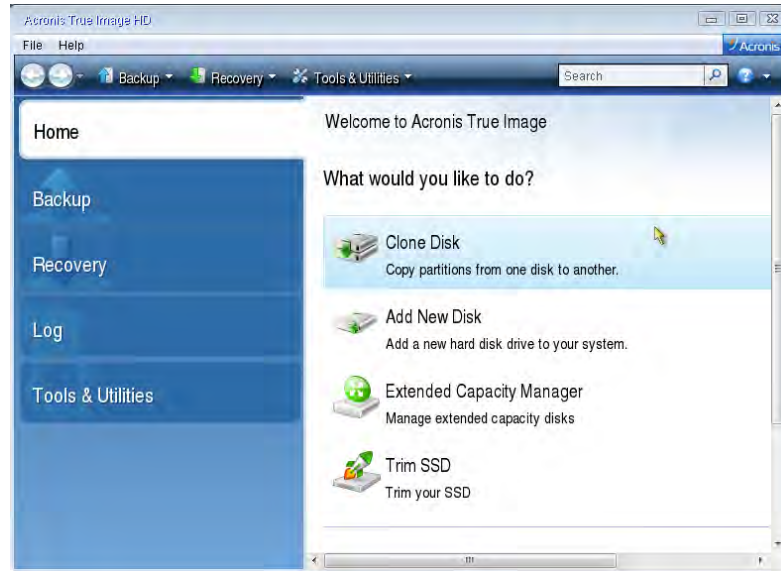 Acronis True Image HD
File Help
Acronis
Backup Recovery Tools & Utilities Search
Home
Backup
Recovery
Log
Tools & Utilities
Welcome to Acronis True Image
What would you like to do?
Clone Disk
Copy partitions from one disk to another.
Add New Disk
Add a new hard disk drive to your system.
Extended Capacity Manager
Manage extended capacity disks
Trim SSD
Trim your SSD